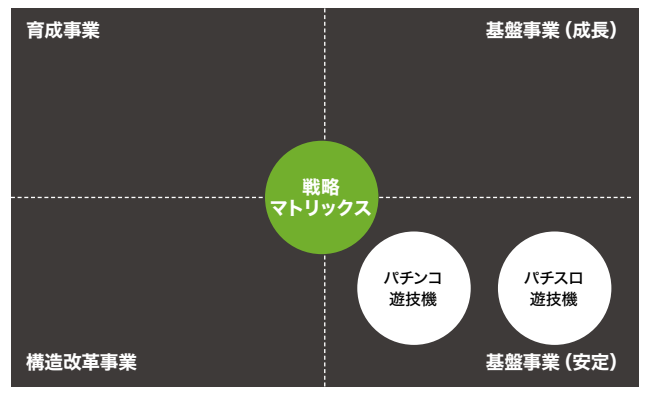 育成事業
基盤事業（成長）
戦略
マトリックス
パチンコ
遊技機
パチスロ
遊技機
構造改革事業
基盤事業（安定）